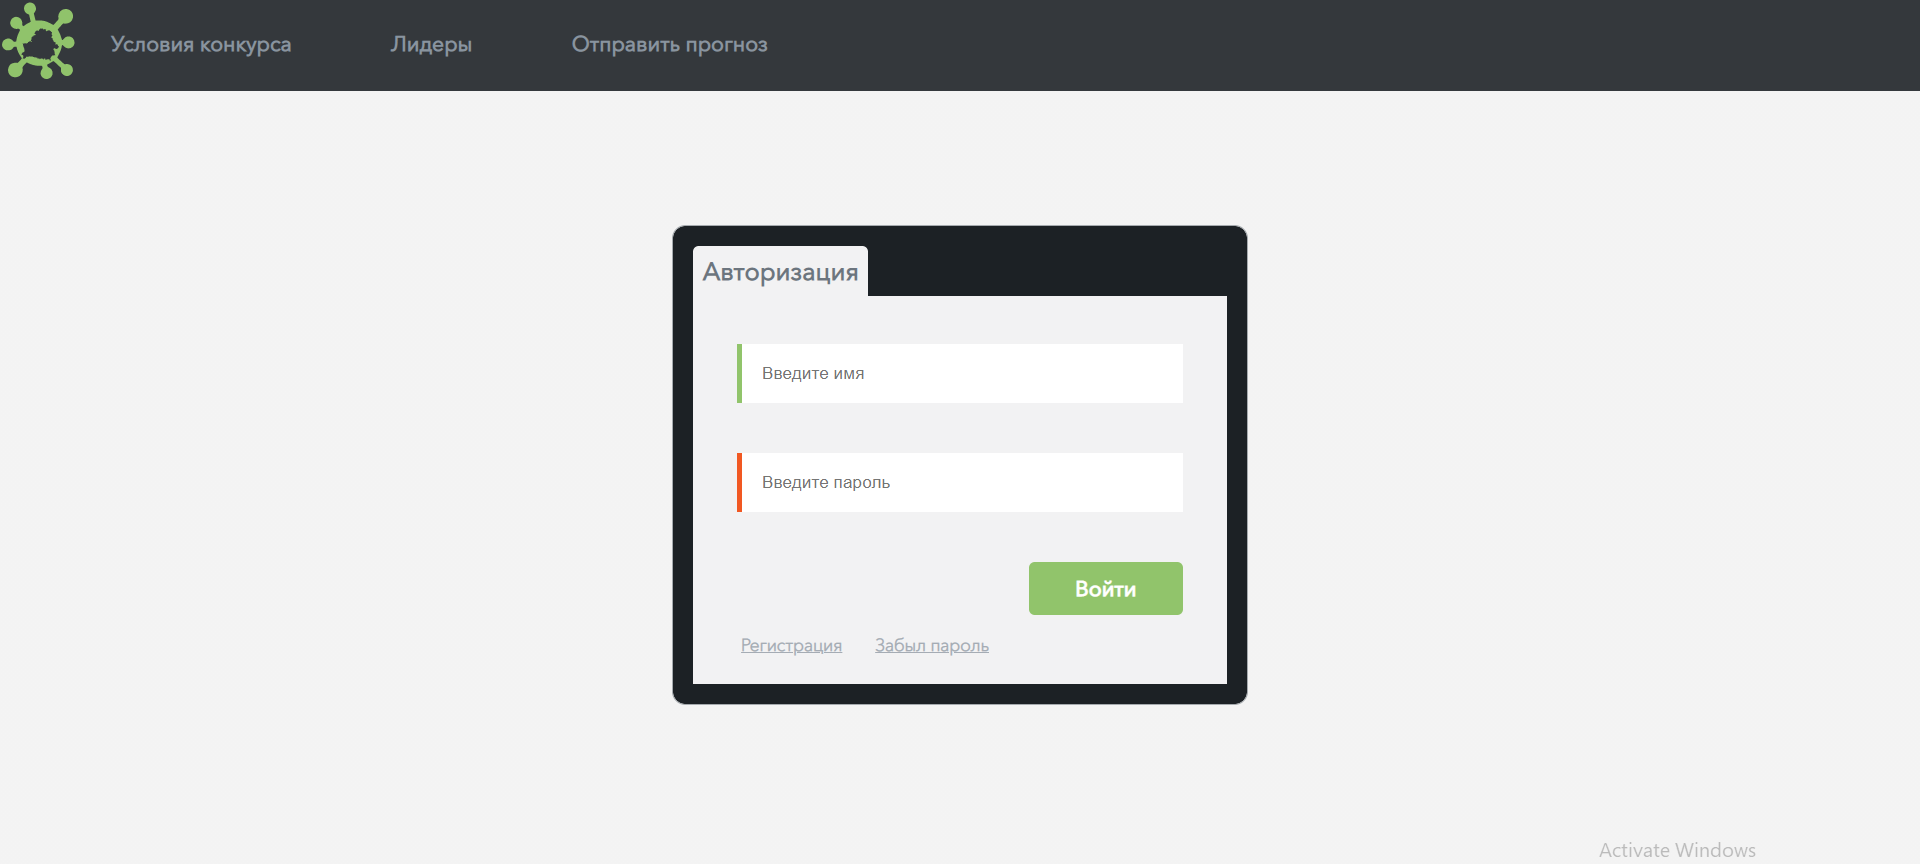 Условия конкурса
Лидеры
Отправить прогноз
Авторизация
Введите имя
Введите пароль
Войти
Регистрация
Забыл пароль
Activate Windows